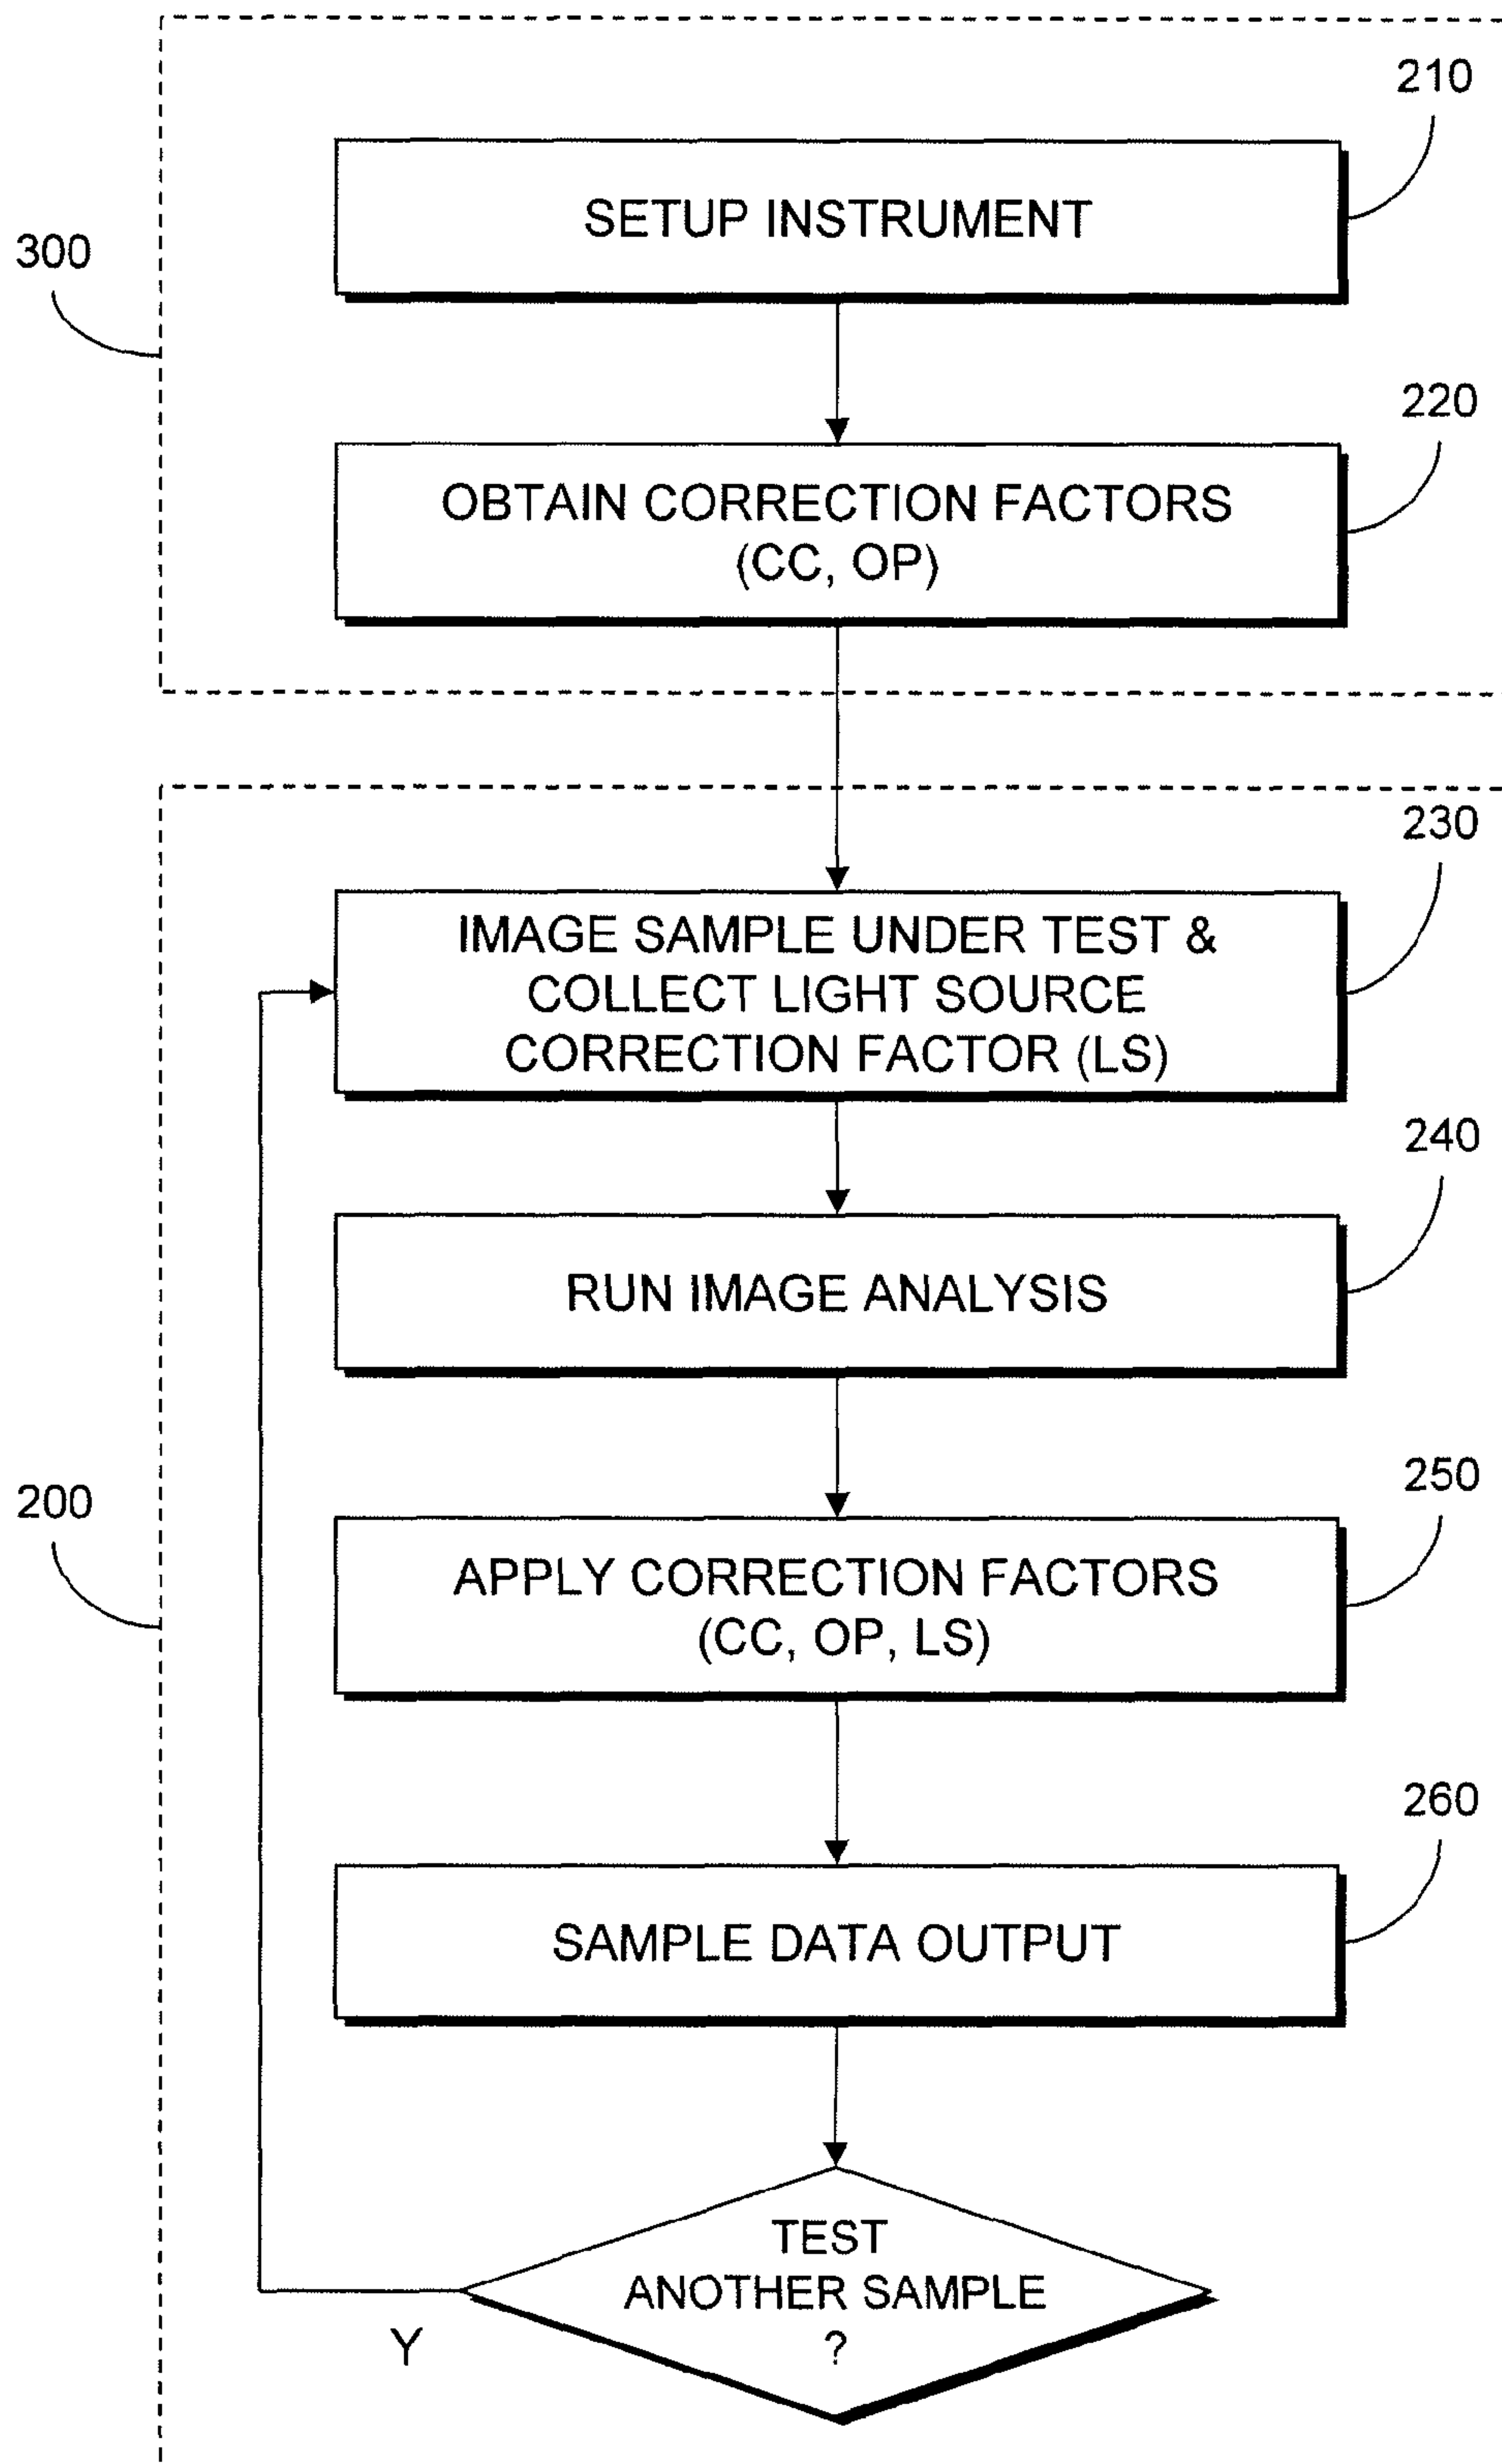 210
SETUP INSTRUMENT
300
220
OBTAIN CORRECTION FACTORS
(CC, OP)
230
IMAGE SAMPLE UNDER TEST &
COLLECT LIGHT SOURCE
CORRECTION FACTOR (LS)
240
RUN IMAGE ANALYSIS
200
250
APPLY CORRECTION FACTORS
(CC, OP, LS)
260
SAMPLE DATA OUTPUT
TEST
ANOTHER SAMPLE
?
Y